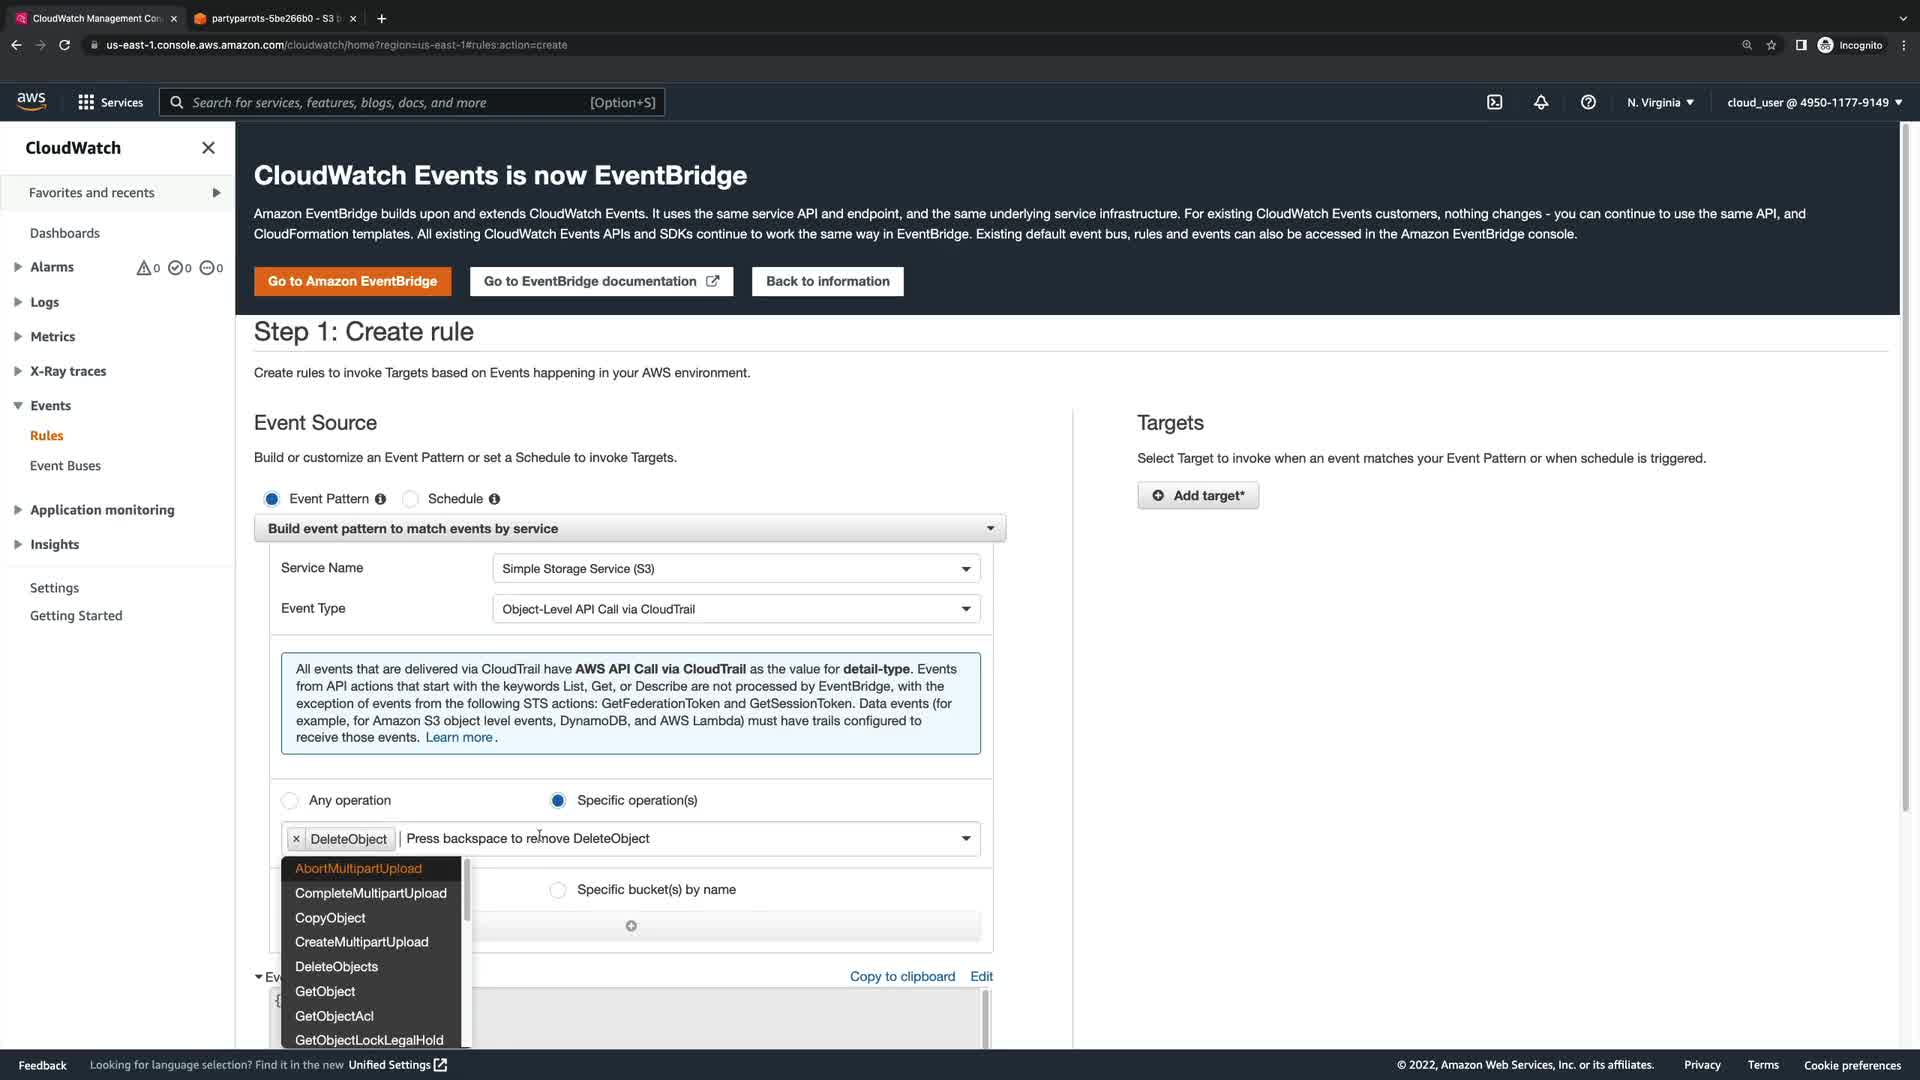 CloudWatch Management Con
partyparrots-5be266b0 - S3 b
us-east-1.console.aws.amazon.com/cloudwatch/home?region=us-east-1#rules:action=create
Incognito
aws
Services
Search for services, features, blogs, docs, and more
[Option+S]
N. Virginia
cloud_user @ 4950-1177-9149
CloudWatch
Favorites and recents
Dashboards
Alarms
0
0
0
Logs
Metrics
X-Ray traces
Events
Rules
Event Buses
Application monitoring
Insights
Settings
Getting Started
CloudWatch Events is now EventBridge
Amazon EventBridge builds upon and extends CloudWatch Events. It uses the same service API and endpoint, and the same underlying service infrastructure. For existing CloudWatch Events customers, nothing changes - you can continue to use the same API, and
CloudFormation templates. All existing CloudWatch Events APIs and SDKs continue to work the same way in EventBridge. Existing default event bus, rules and events can also be accessed in the Amazon EventBridge console.
Go to Amazon EventBridge
Go to EventBridge documentation
Back to information
Step 1: Create rule
Create rules to invoke Targets based on Events happening in your AWS environment.
Event Source
Build or customize an Event Pattern or set a Schedule to invoke Targets.
Event Pattern
Schedule
Build event pattern to match events by service
Service Name
Simple Storage Service (S3)
Event Type
Object-Level API Call via CloudTrail
All events that are delivered via CloudTrail have AWS API Call via CloudTrail as the value for detail-type. Events
from API actions that start with the keywords List, Get, or Describe are not processed by EventBridge, with the
exception of events from the following STS actions: GetFederationToken and GetSessionToken. Data events (for
example, for Amazon S3 object level events, DynamoDB, and AWS Lambda) must have trails configured to
receive those events. Learn more.
Any operation
Specific operation(s)
× DeleteObject
Press backspace to remove DeleteObject
AbortMultipartUpload
CompleteMultipartUpload
CopyObject
CreateMultipartUpload
DeleteObjects
GetObject
GetObjectAcl
GetObjectLockLegalHold
Specific bucket(s) by name
Ev
Copy to clipboard
Edit
{
Targets
Select Target to invoke when an event matches your Event Pattern or when schedule is triggered.
Add target*
Feedback
Looking for language selection? Find it in the new Unified Settings
© 2022, Amazon Web Services, Inc. or its affiliates.
Privacy
Terms
Cookie preferences